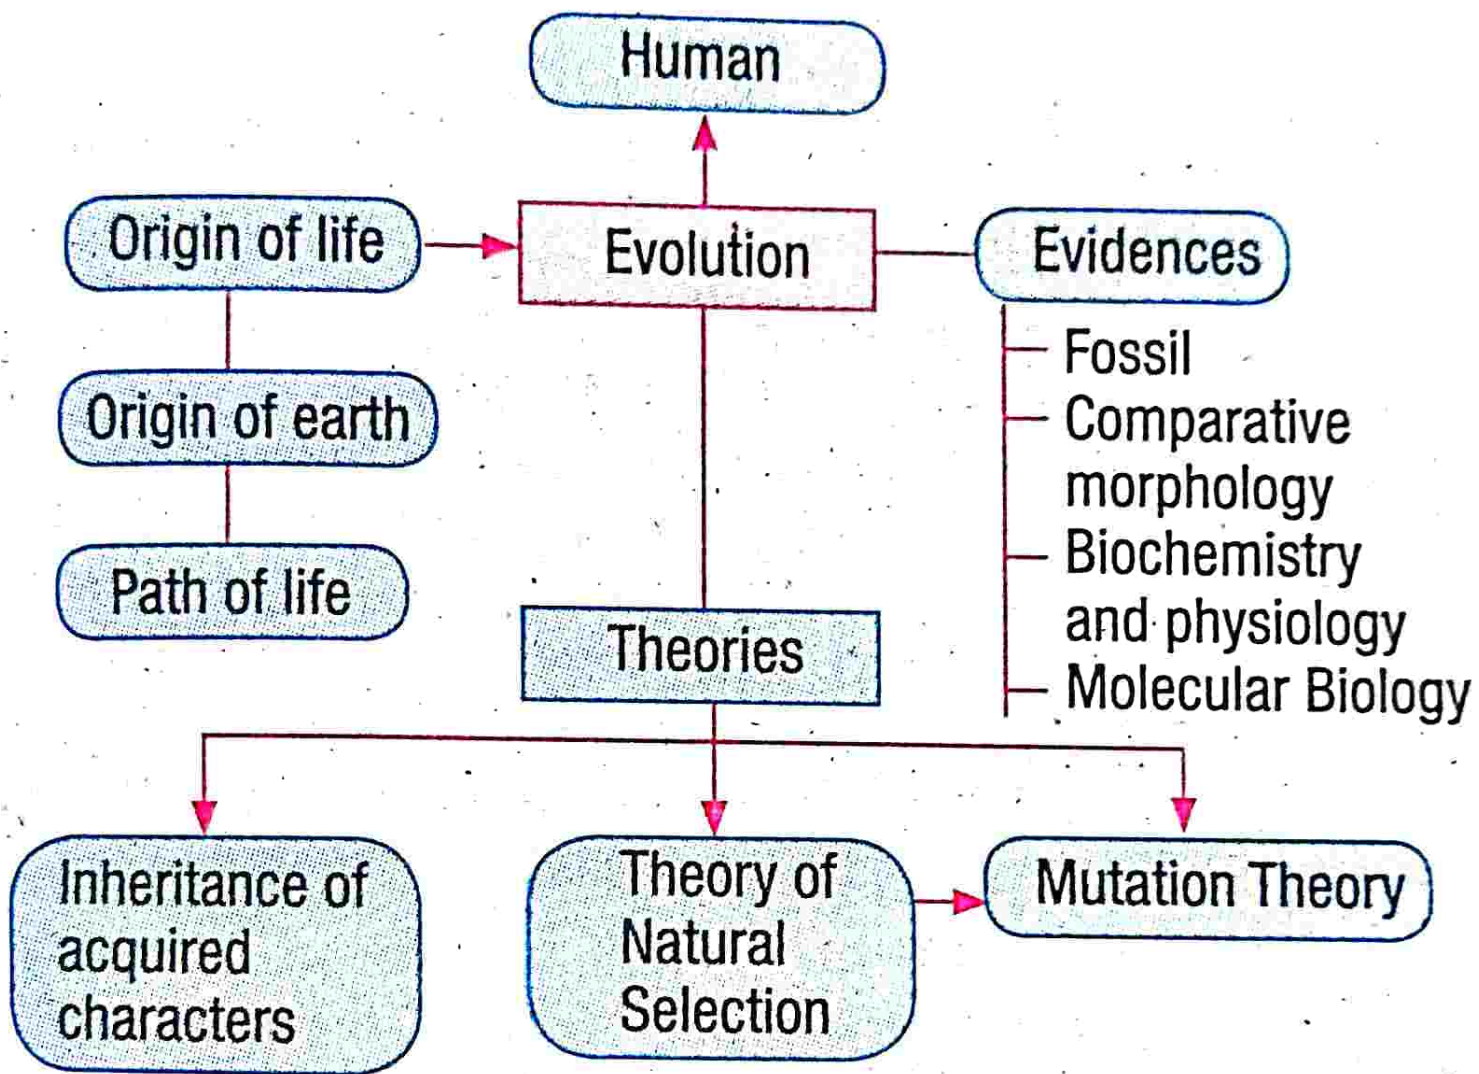 Human
Origin of life
Evolution
Evidences
Fossil
Comparative
morphology
Biochemistry
and physiology
Molecular Biology
Origin of earth
Path of life
Theories
Inheritance of
acquired
characters
Theory of
Natural
Selection
Mutation Theory